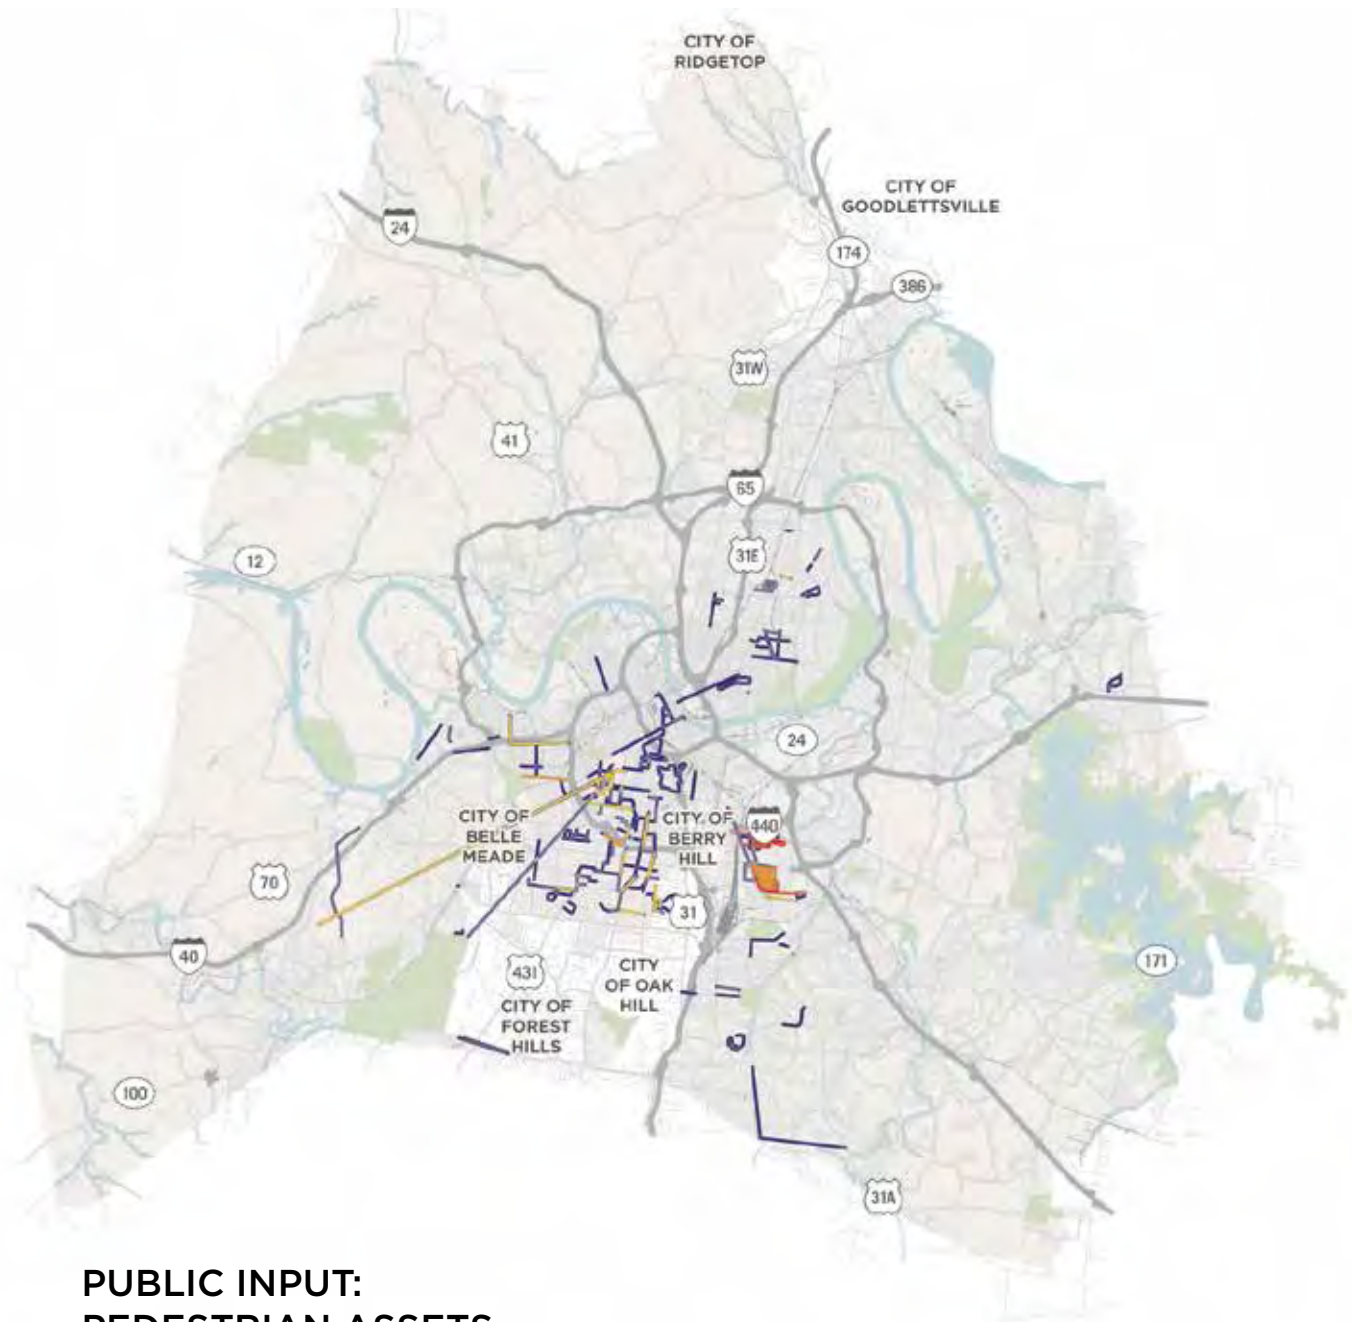 CITY OF
RIDGETOP
CITY OF
GOODLETTSVILLE
24
174
386
31W
41
65
31E
12
24
CITY OF
BELLE
MEADE
CITY OF
BERRY
HILL
440
70
31
40
431
CITY
OF OAK
HILL
171
CITY OF
FOREST
HILLS
100
31A
PUBLIC INPUT:
PEDESTRIAN ASSETS